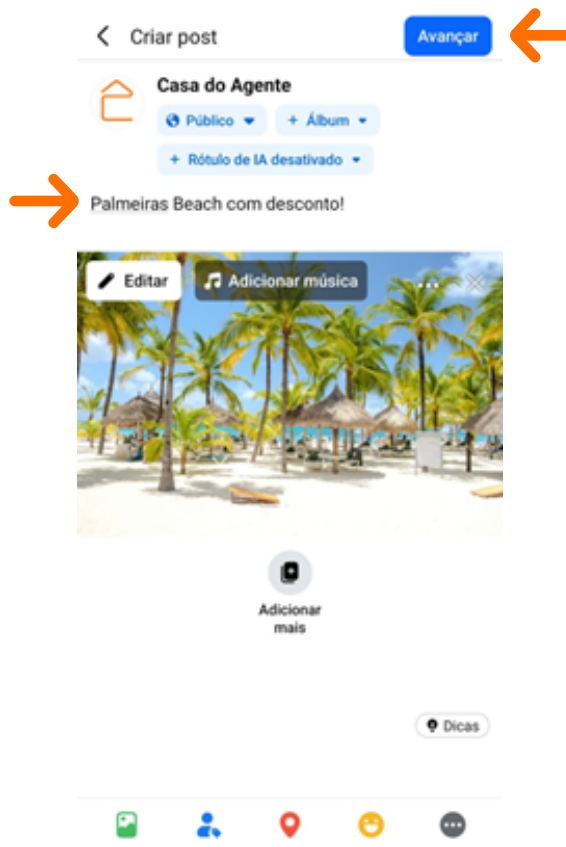 Criar post
Avançar
Casa do Agente
Público
+ Álbum
+ Rótulo de IA desativado
Palmeiras Beach com desconto!
Editar
Adicionar música
Adicionar
mais
Dicas